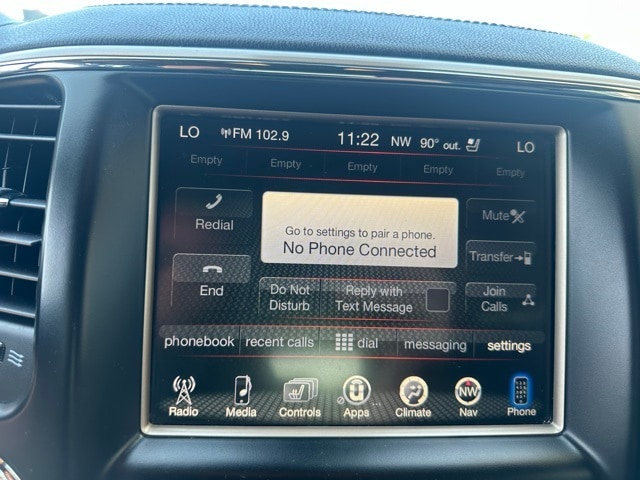 LO FM 102.9 11:22 NW 90° out. LO
Empty Empty Empty Empty Empty
Redial
Go to settings to pair a phone.
No Phone Connected
Mute
Transfer
End
Do Not
Disturb
Reply with
Text Message
Join
Calls
phonebook recent calls dial messaging settings
Radio Media Controls Apps Climate NW Nav Phone